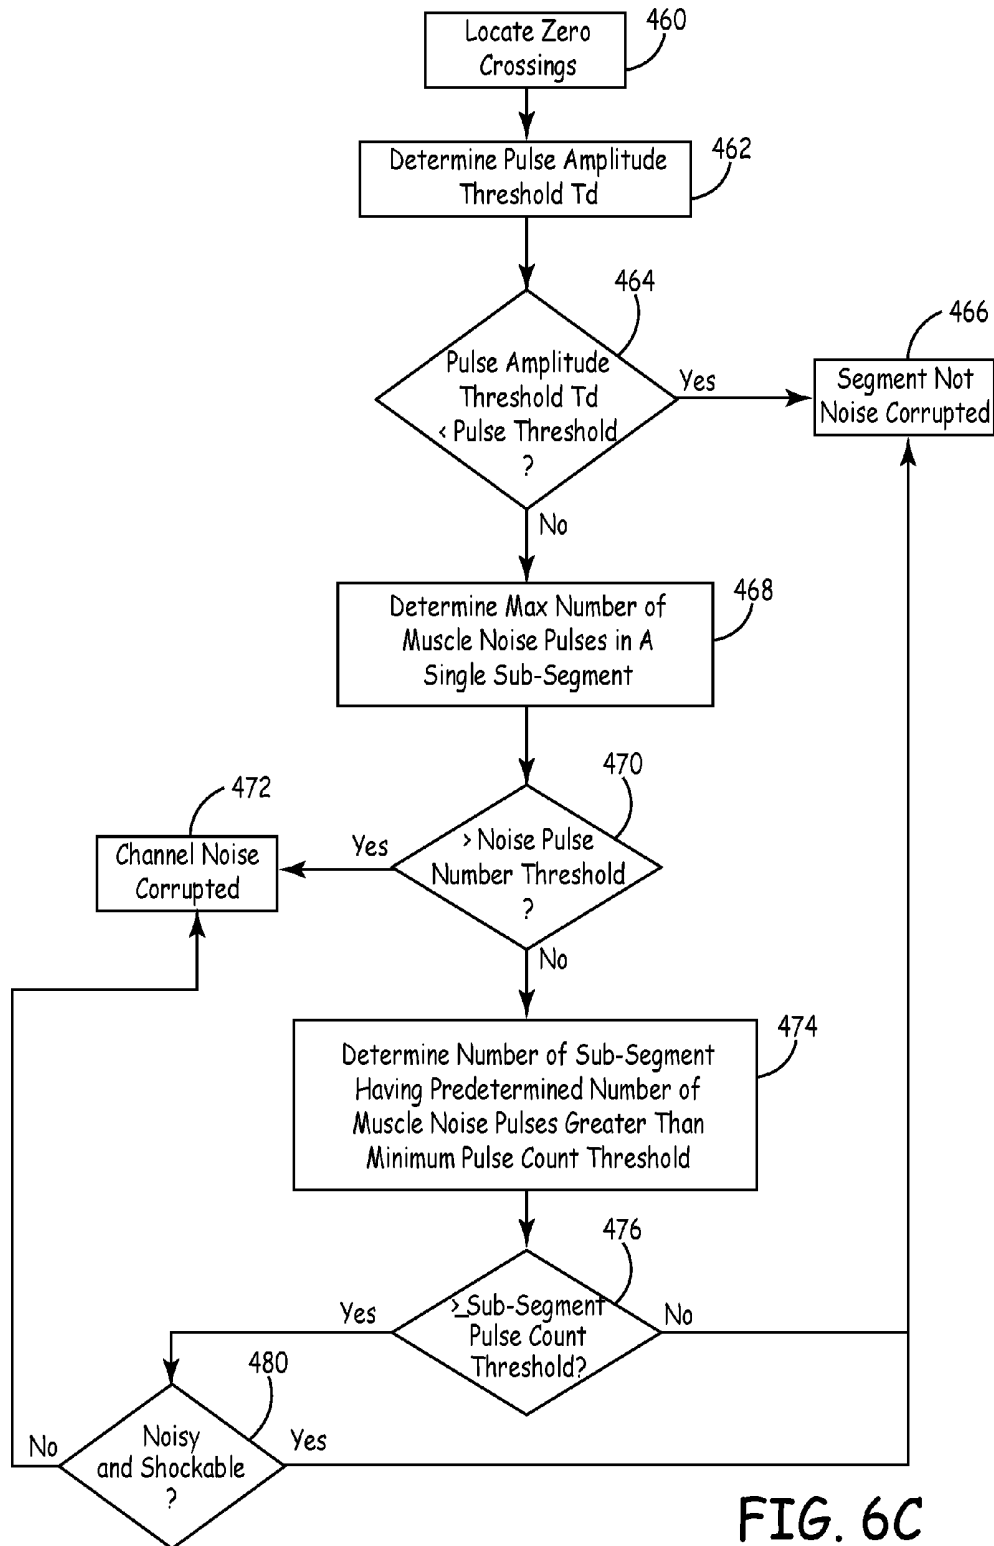 Locate Zero
Crossings
460
Determine Pulse Amplitude
Threshold Td
462
464
Pulse Amplitude
Threshold Td
< Pulse Threshold
?
Yes
466
Segment Not
Noise Corrupted
No
468
Determine Max Number of
Muscle Noise Pulses in A
Single Sub-Segment
470
> Noise Pulse
Number Threshold
?
Yes
472
Channel Noise
Corrupted
No
474
Determine Number of Sub-Segment
Having Predetermined Number of
Muscle Noise Pulses Greater Than
Minimum Pulse Count Threshold
476
≥ Sub-Segment
Pulse Count
Threshold?
Yes
No
480
Noisy
and Shockable
?
No
Yes
FIG. 6C